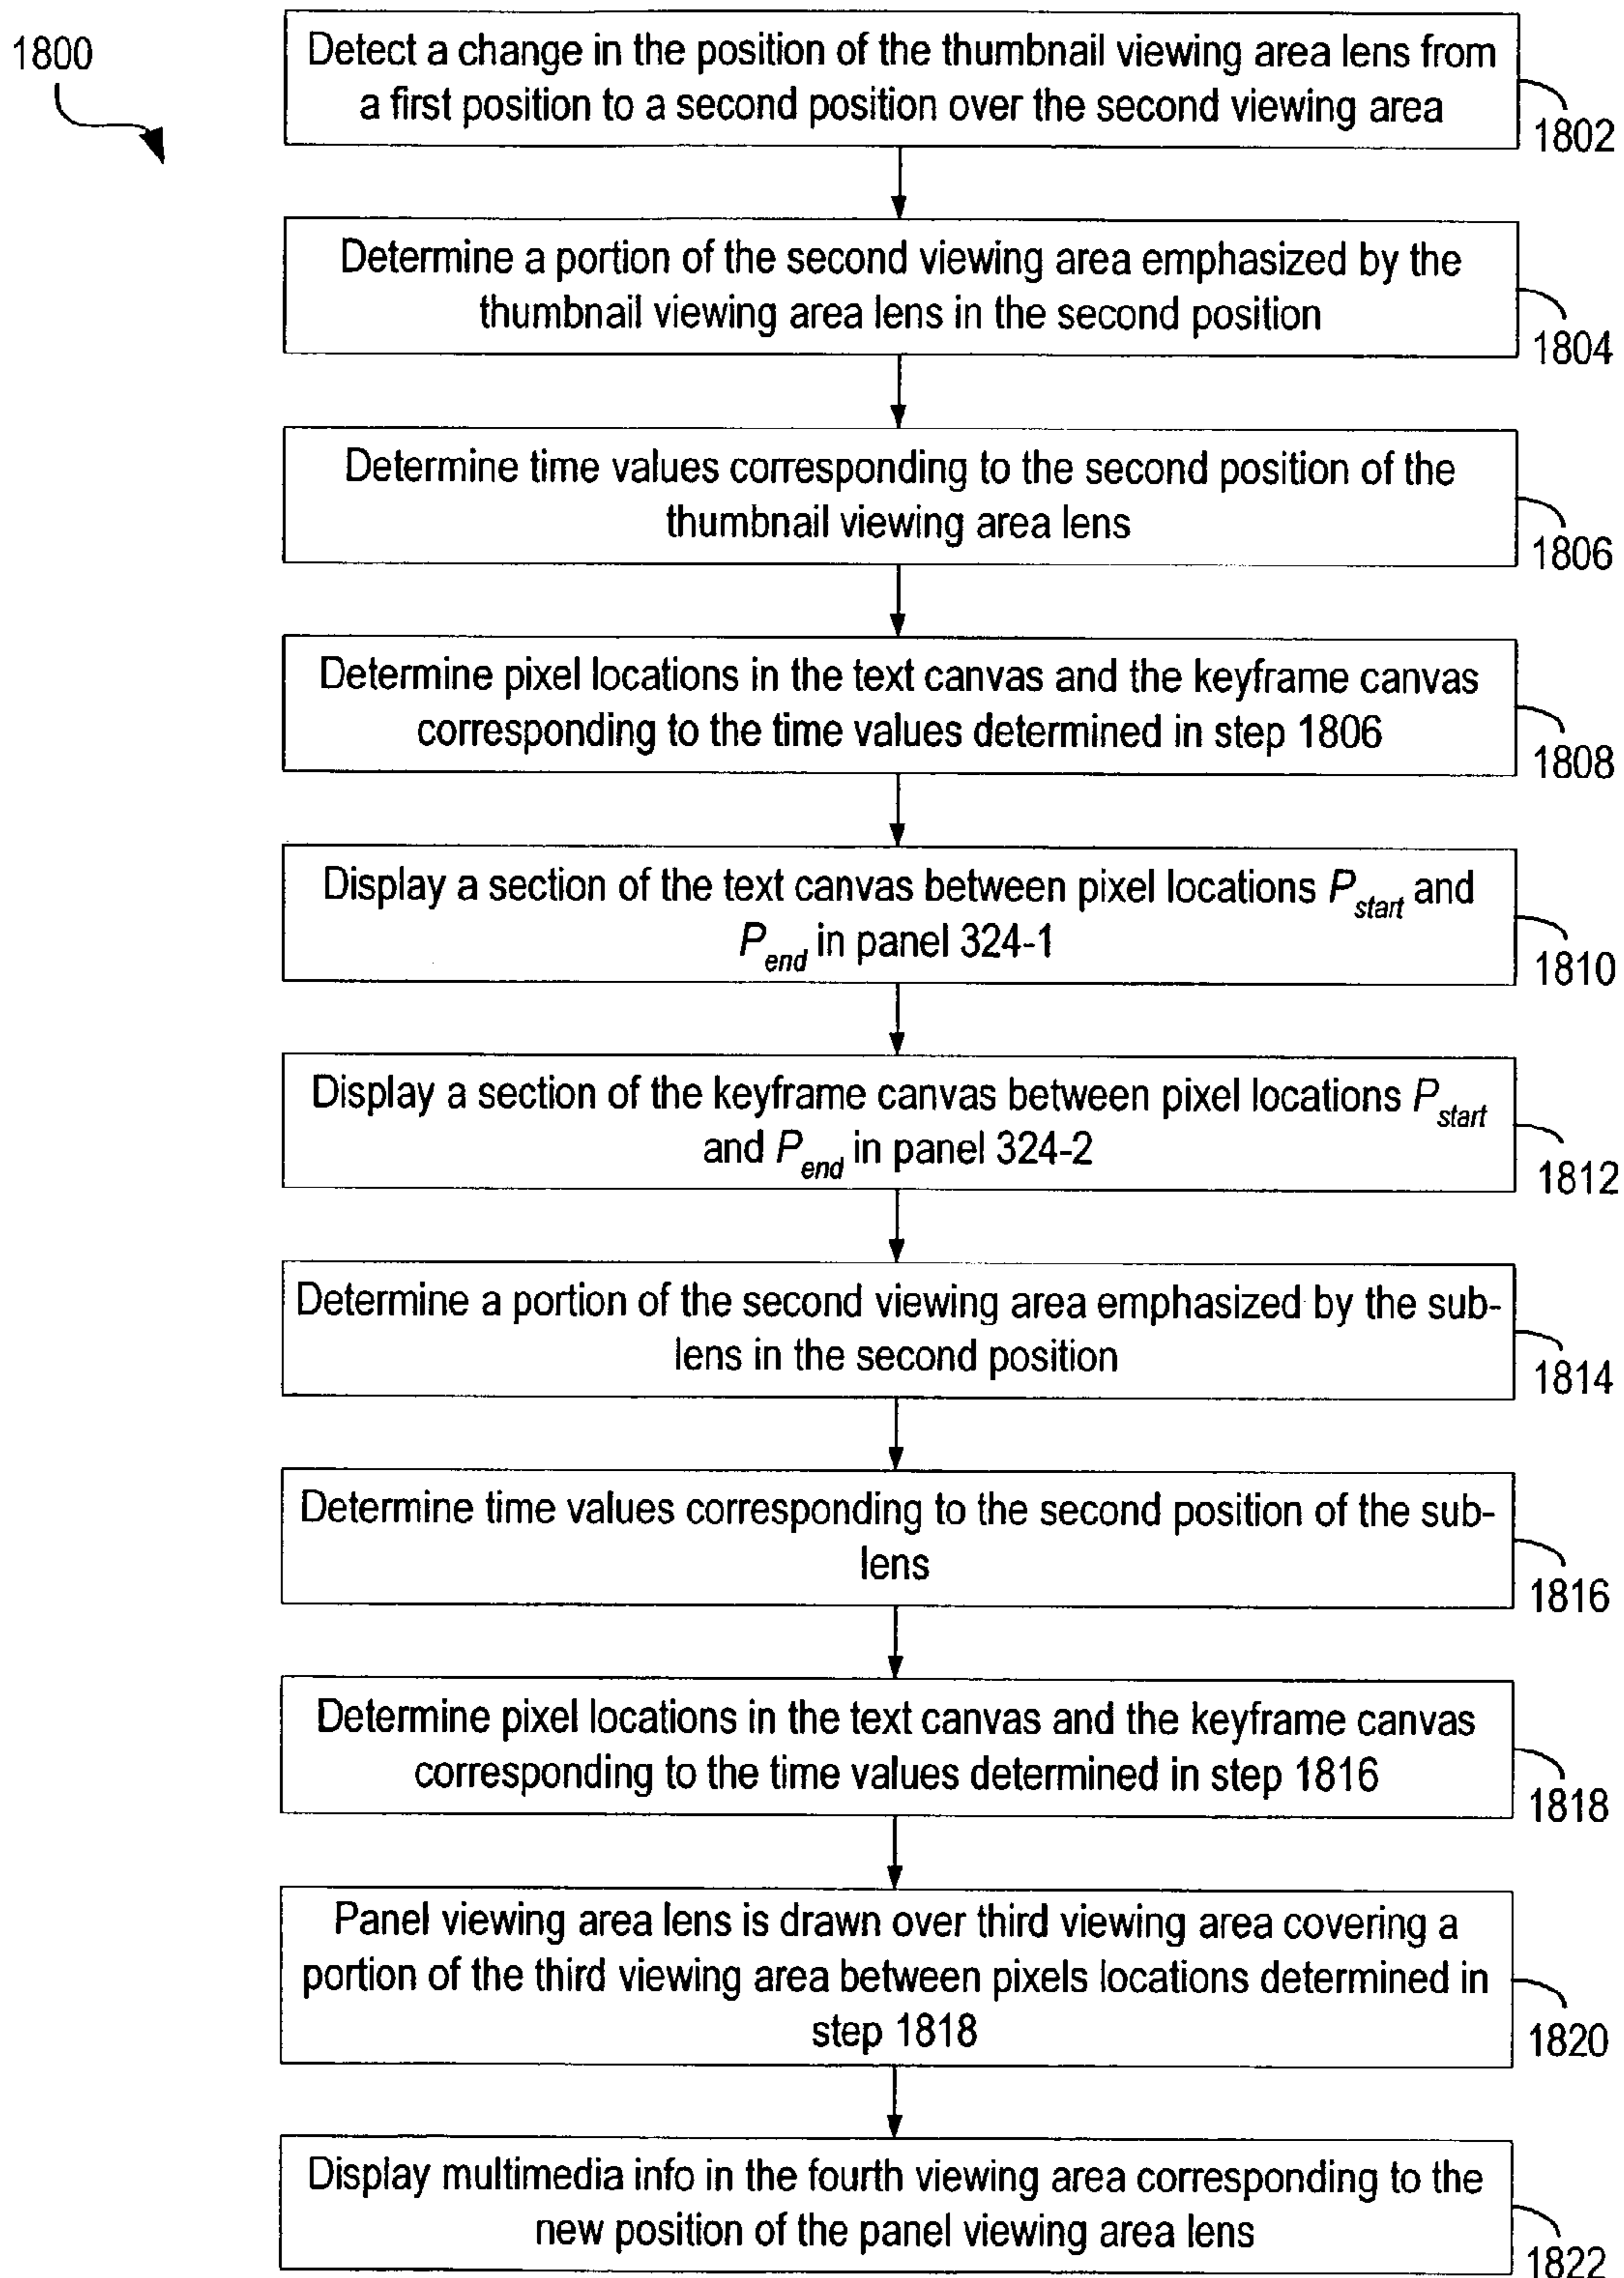 1800
Detect a change in the position of the thumbnail viewing area lens from
a first position to a second position over the second viewing area
1802
Determine a portion of the second viewing area emphasized by the
thumbnail viewing area lens in the second position
1804
Determine time values corresponding to the second position of the
thumbnail viewing area lens
1806
Determine pixel locations in the text canvas and the keyframe canvas
corresponding to the time values determined in step 1806
1808
Display a section of the text canvas between pixel locations Pstart and
Pend in panel 324-1
1810
Display a section of the keyframe canvas between pixel locations Pstart
and Pend in panel 324-2
1812
Determine a portion of the second viewing area emphasized by the sub-
lens in the second position
1814
Determine time values corresponding to the second position of the sub-
lens
1816
Determine pixel locations in the text canvas and the keyframe canvas
corresponding to the time values determined in step 1816
1818
Panel viewing area lens is drawn over third viewing area covering a
portion of the third viewing area between pixels locations determined in
step 1818
1820
Display multimedia info in the fourth viewing area corresponding to the
new position of the panel viewing area lens
1822